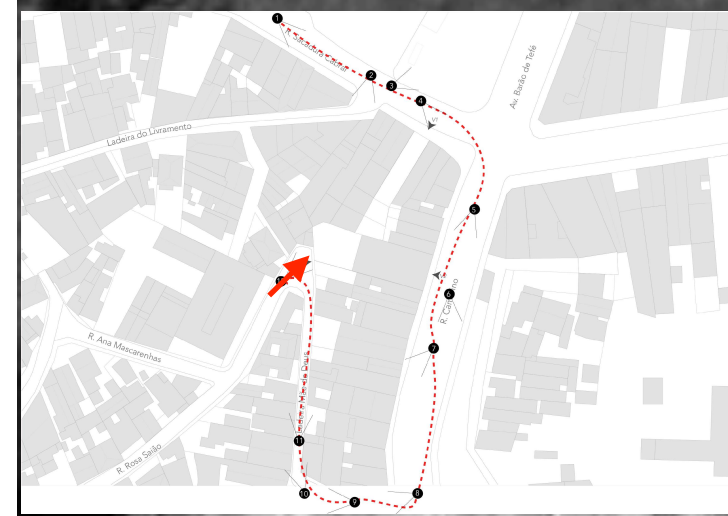 1
R. Sacadura Cabral
2
3
4
5
Av. Barão de Tefé
Ladeira do Livramento
5
6
7
R. Ana Mascarenhas
11
R. Rosa Saião
10
9
8